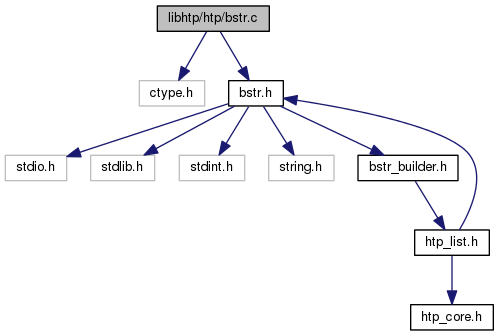 libhtp/htp/bstr.c
ctype.h
bstr.h
stdio.h
stdlib.h
stdint.h
string.h
bstr_builder.h
htp_list.h
htp_core.h